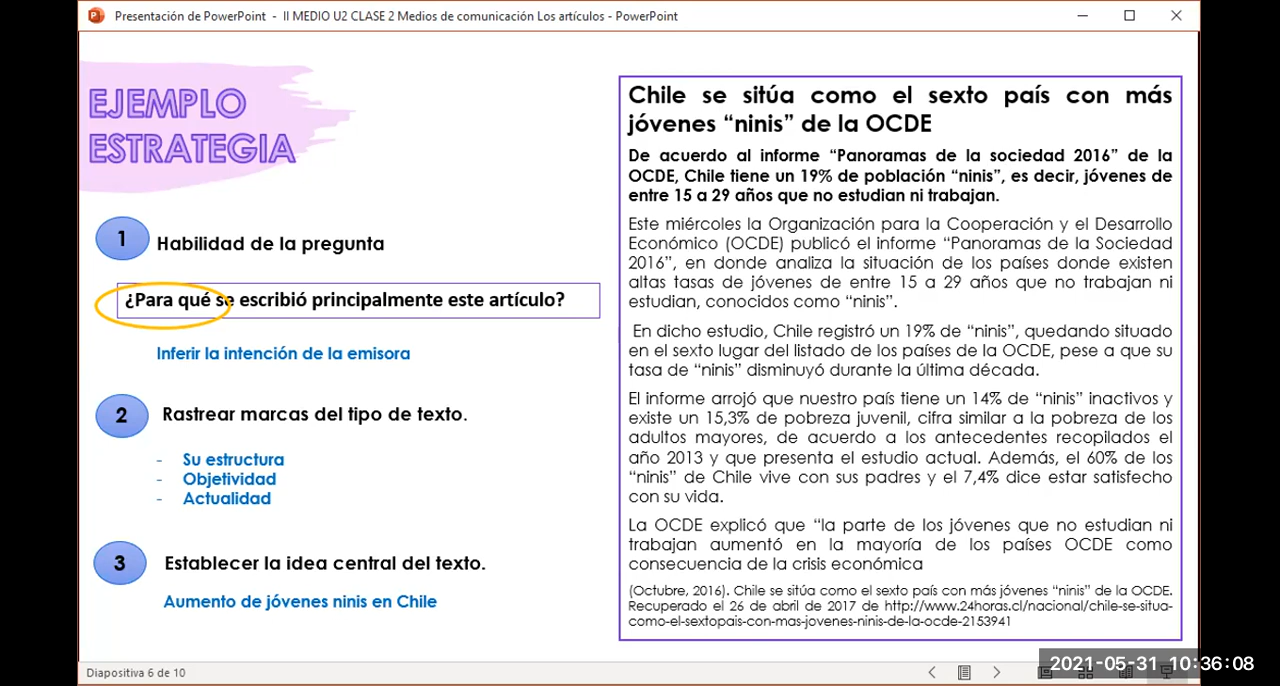 Presentación de PowerPoint - II MEDIO U2 CLASE 2 Medios de comunicación Los artículos - PowerPoint
EJEMPLO
ESTRATEGIA
1 Habilidad de la pregunta
¿Para qué se escribió principalmente este artículo?
Inferir la intención de la emisora
2 Rastrear marcas del tipo de texto.
- Su estructura
- Objetividad
- Actualidad
3 Establecer la idea central del texto.
Aumento de jóvenes ninis en Chile
Chile se sitúa como el sexto país con más
jóvenes “ninis” de la OCDE
De acuerdo al informe “Panoramas de la sociedad 2016” de la
OCDE, Chile tiene un 19% de población “ninis”, es decir, jóvenes de
entre 15 a 29 años que no estudian ni trabajan.
Este miércoles la Organización para la Cooperación y el Desarrollo
Económico (OCDE) publicó el informe “Panoramas de la Sociedad
2016”, en donde analiza la situación de los países donde existen
altas tasas de jóvenes de entre 15 a 29 años que no trabajan ni
estudian, conocidos como “ninis”.
En dicho estudio, Chile registró un 19% de “ninis”, quedando situado
en el sexto lugar del listado de los países de la OCDE, pese a que su
tasa de “ninis” disminuyó durante la última década.
El informe arrojó que nuestro país tiene un 14% de “ninis” inactivos y
existe un 15,3% de pobreza juvenil, cifra similar a la pobreza de los
adultos mayores, de acuerdo a los antecedentes recopilados el
año 2013 y que presenta el estudio actual. Además, el 60% de los
“ninis” de Chile vive con sus padres y el 7,4% dice estar satisfecho
con su vida.
La OCDE explicó que “la parte de los jóvenes que no estudian ni
trabajan aumentó en la mayoría de los países OCDE como
consecuencia de la crisis económica
(Octubre, 2016). Chile se sitúa como el sexto país con más jóvenes “ninis” de la OCDE.
Recuperado el 26 de abril de 2017 de http://www.24horas.cl/nacional/chile-se-situa-
como-el-sextopais-con-mas-jovenes-ninis-de-la-ocde-2153941
Diapositiva 6 de 10
2021-05-31 10:36:08